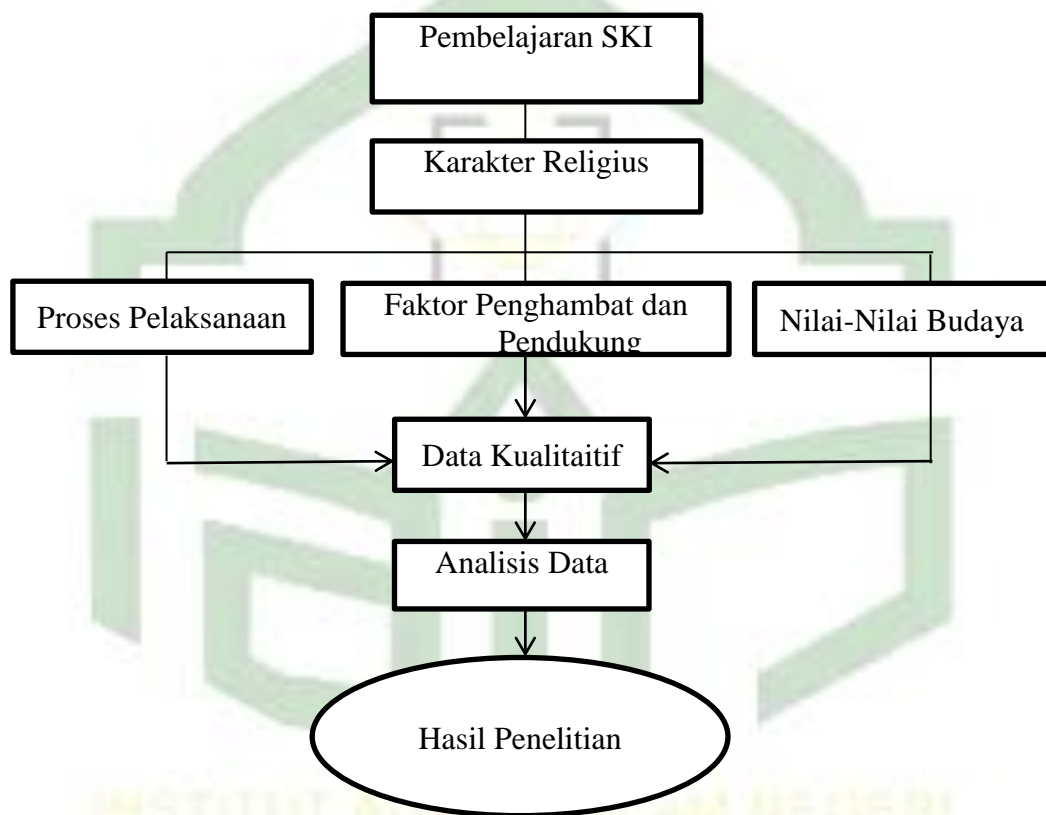 Pembelajaran SKI
Karakter Religius
Proses Pelaksanaan
Faktor Penghambat dan
Pendukung
Nilai-Nilai Budaya
Data Kualitaitif
Analisis Data
Hasil Penelitian